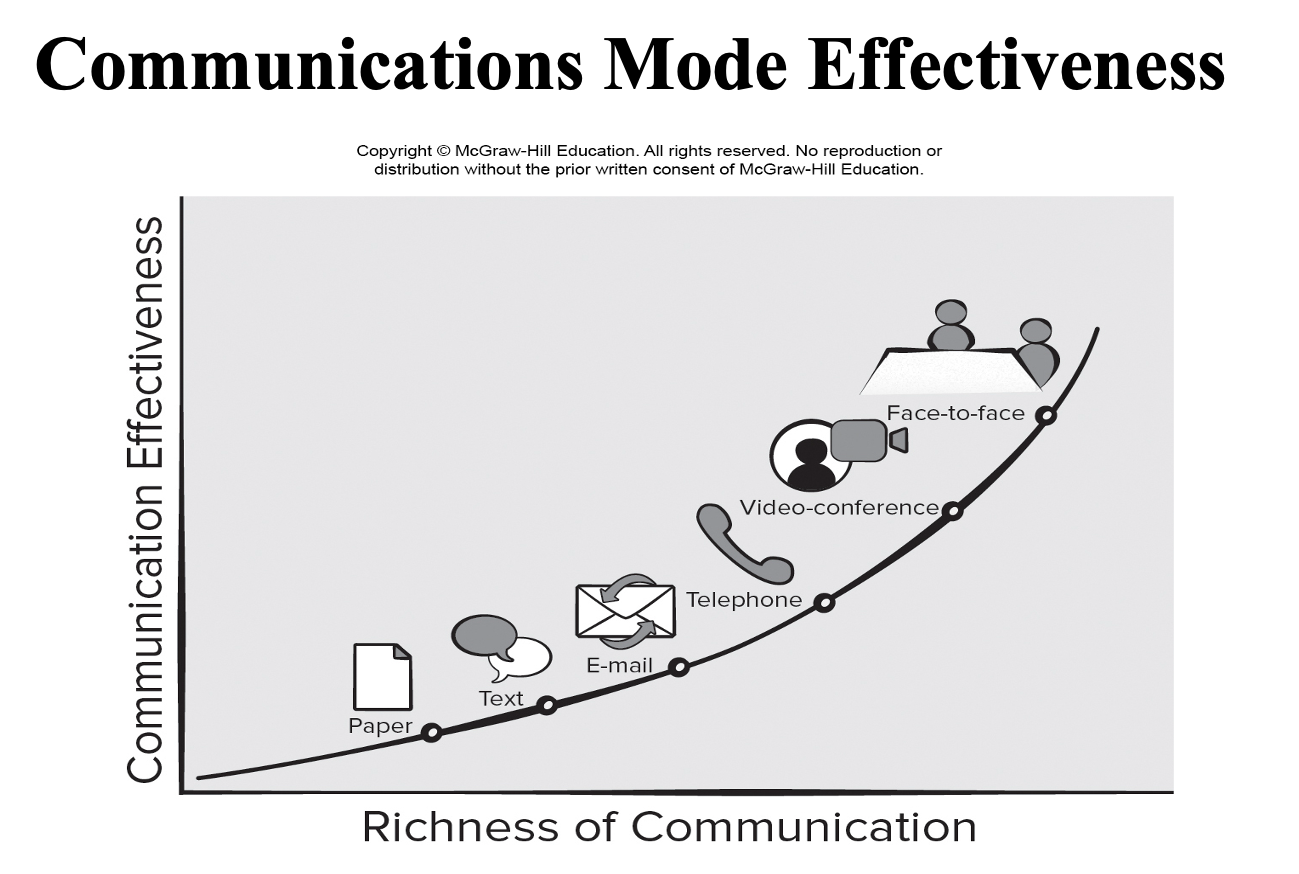 Communications Mode Effectiveness
Copyright © McGraw-Hill Education. All rights reserved. No reproduction or
distribution without the prior written consent of McGraw-Hill Education.
Communication Effectiveness
Face-to-face
Video-conference
Telephone
E-mail
Text
Paper
Richness of Communication